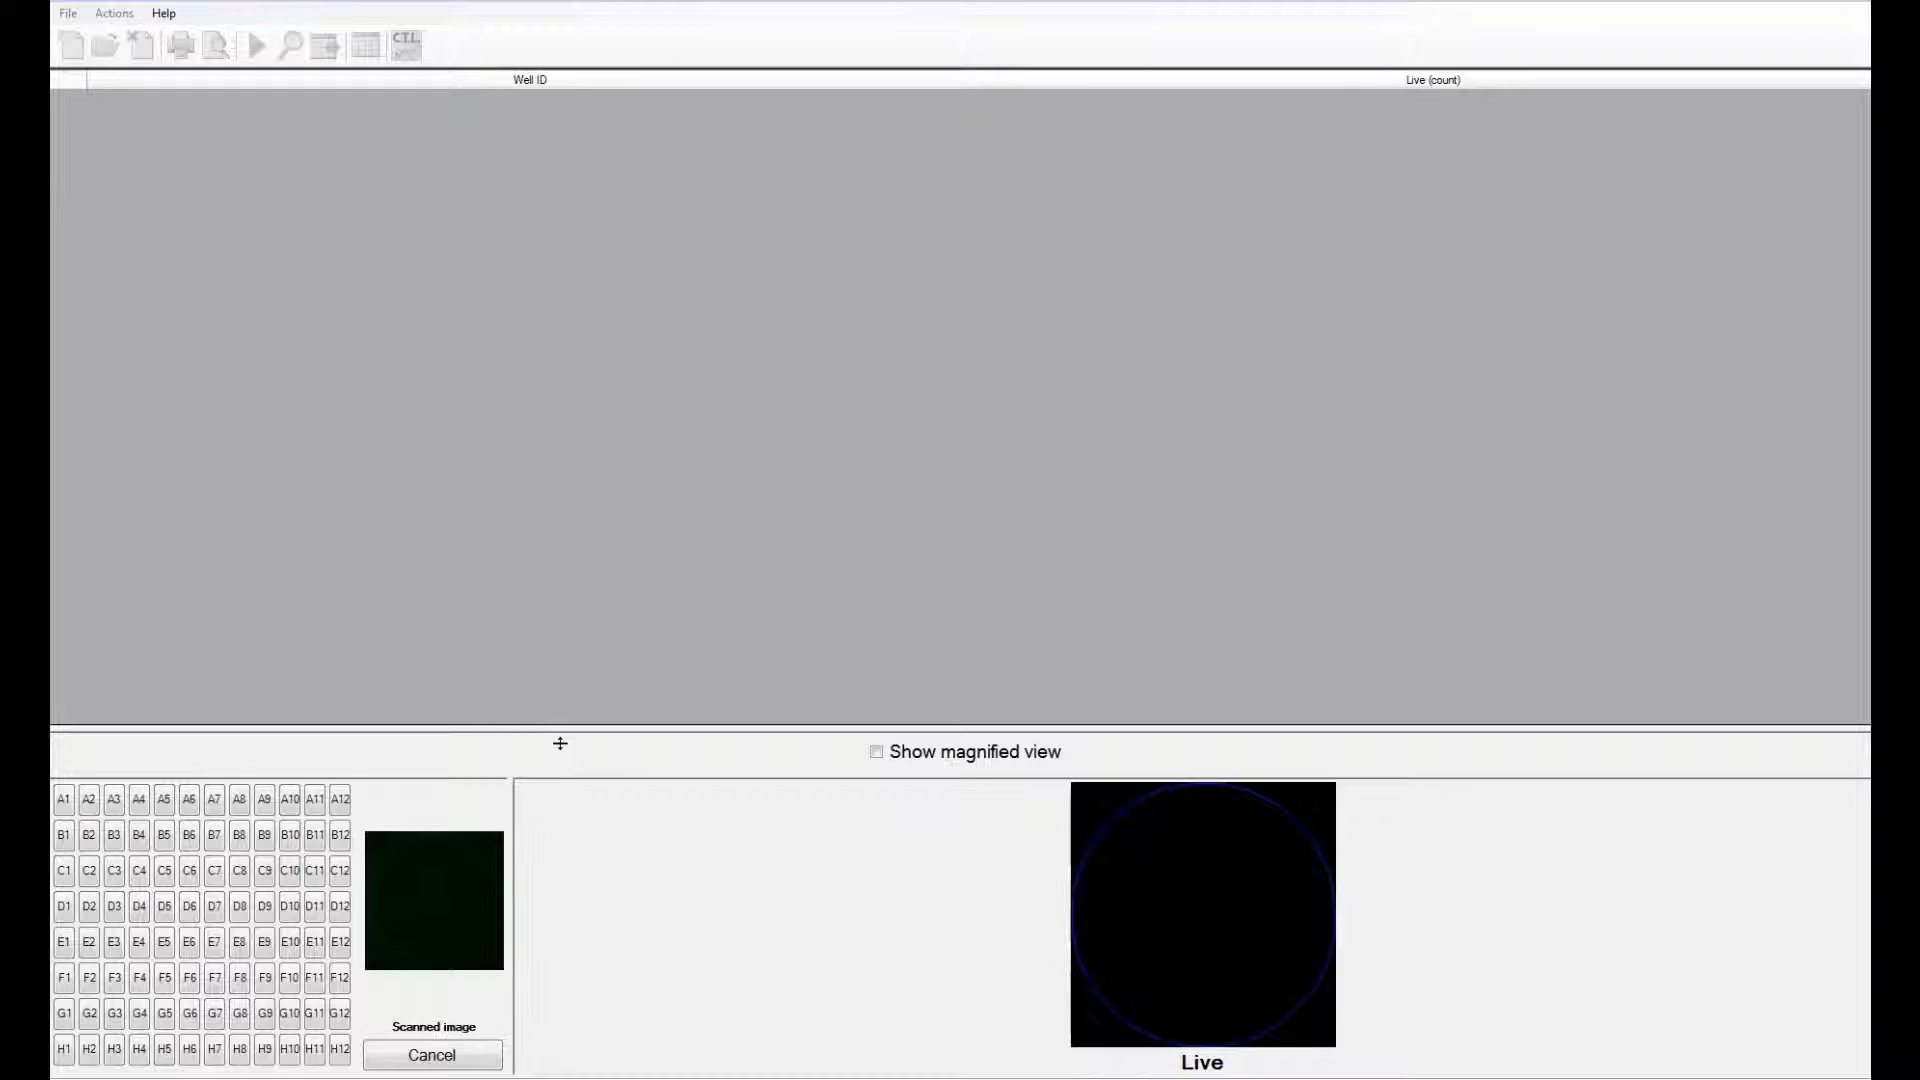 File Actions Help
CTL
Well ID Live (count)
Show magnified view
A1 A2 A3 A4 A5 A6 A7 A8 A9 A10 A11 A12
B1 B2 B3 B4 B5 B6 B7 B8 B9 B10 B11 B12
C1 C2 C3 C4 C5 C6 C7 C8 C9 C10 C11 C12
D1 D2 D3 D4 D5 D6 D7 D8 D9 D10 D11 D12
E1 E2 E3 E4 E5 E6 E7 E8 E9 E10 E11 E12
F1 F2 F3 F4 F5 F6 F7 F8 F9 F10 F11 F12
G1 G2 G3 G4 G5 G6 G7 G8 G9 G10 G11 G12
H1 H2 H3 H4 H5 H6 H7 H8 H9 H10 H11 H12
Scanned image
Cancel
Live